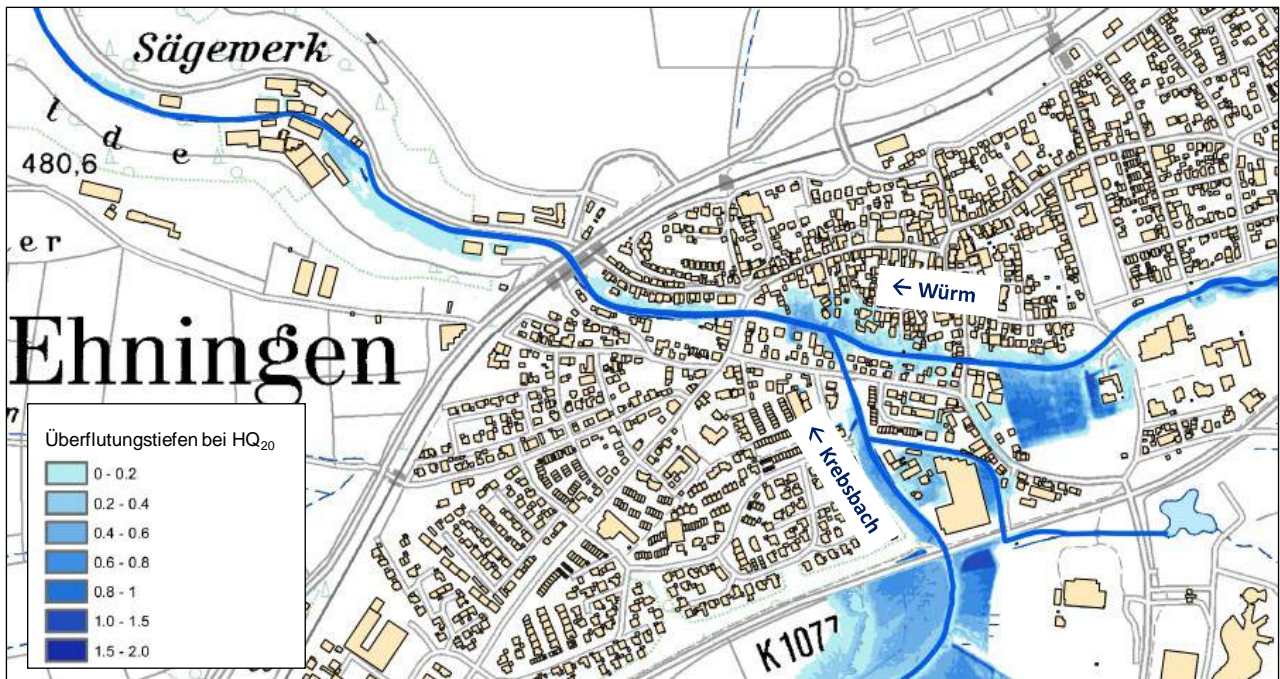 Sägewerk
l d e
480,6
er
← Würm
Ehningen
← Krebsbach
K 1077
Überflutungstiefen bei HQ20
0 - 0.2
0.2 - 0.4
0.4 - 0.6
0.6 - 0.8
0.8 - 1
1.0 - 1.5
1.5 - 2.0